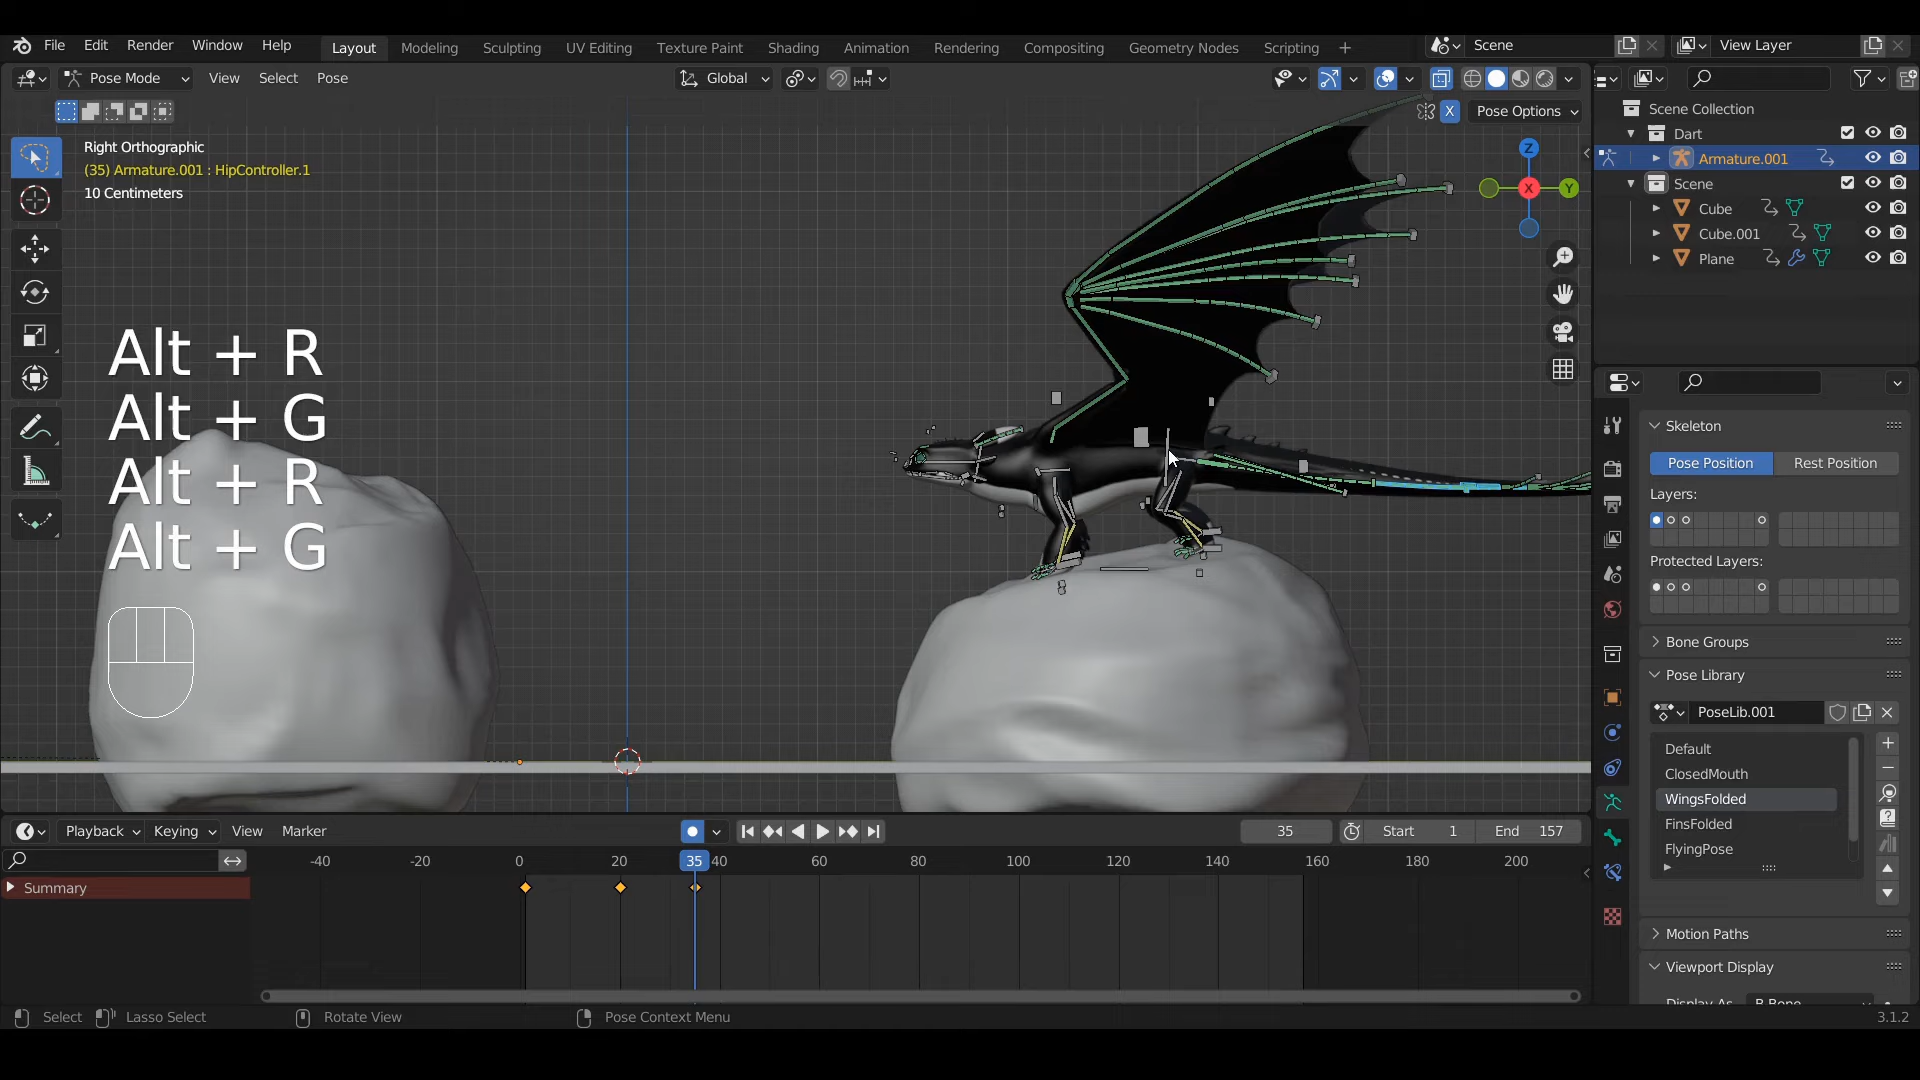 File Edit Render Window Help Layout Modeling Sculpting UV Editing Texture Paint Shading Animation Rendering Compositing Geometry Nodes Scripting + Scene View Layer
Pose Mode View Select Pose Global
X Pose Options
Right Orthographic
(35) Armature.001 : HipController.1
10 Centimeters
Z
X
Y
Alt + R
Alt + G
Alt + R
Alt + G
Scene Collection
Dart
Armature.001
Scene
Cube
Cube.001
Plane
Skeleton
Pose Position Rest Position
Layers:
Protected Layers:
Bone Groups
Pose Library
PoseLib.001
Default
ClosedMouth
WingsFolded
FinsFolded
FlyingPose
Motion Paths
Viewport Display
Playback Keying View Marker 35 Start 1 End 157
-40 -20 0 20 35 40 60 80 100 120 140 160 180 200
Summary
Select Lasso Select Rotate View Pose Context Menu 3.1.2